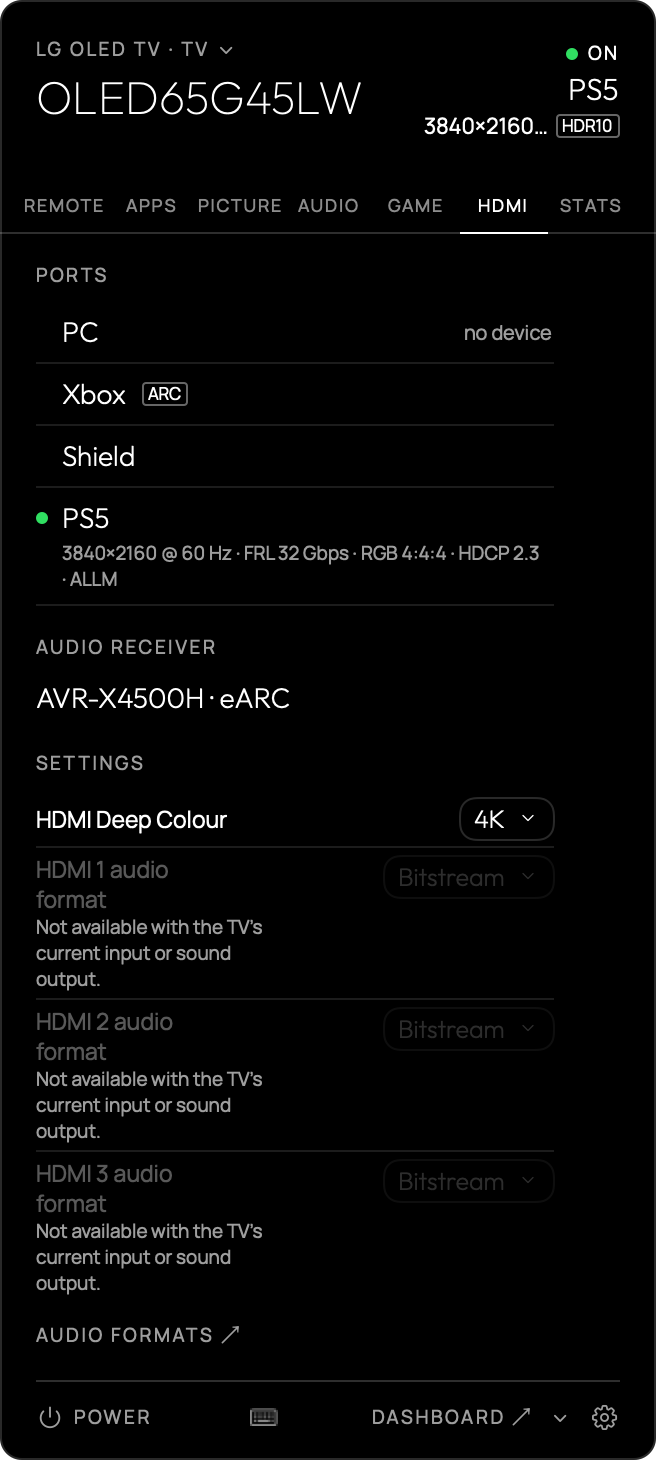 LG OLED TV · TV
ON
OLED65G45LW
PS5
3840×2160... HDR10
REMOTE APPS PICTURE AUDIO GAME HDMI STATS
PORTS
PC no device
Xbox ARC
Shield
PS5
3840×2160 @ 60 Hz · FRL 32 Gbps · RGB 4:4:4 · HDCP 2.3
· ALLM
AUDIO RECEIVER
AVR-X4500H · eARC
SETTINGS
HDMI Deep Colour 4K
HDMI 1 audio
format
Bitstream
Not available with the TV's
current input or sound
output.
HDMI 2 audio
format
Bitstream
Not available with the TV's
current input or sound
output.
HDMI 3 audio
format
Bitstream
Not available with the TV's
current input or sound
output.
AUDIO FORMATS ↗
POWER DASHBOARD ↗